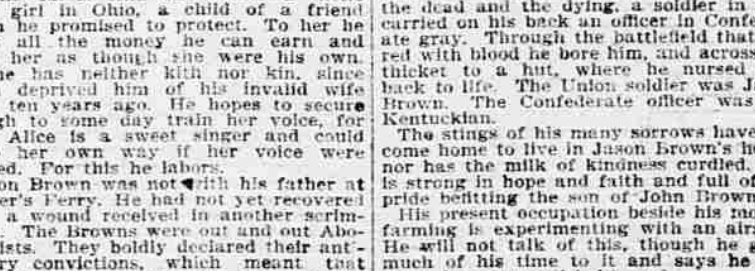 girl in Ohio, a child of a friend
he promised to protect. To her he
all the money he can earn and
her as though she were his own.
he has neither kith nor kin, since
deprived him of his invalid wife
ten years ago. He hopes to secure
gh to some day train her voice, for
Alice is a sweet singer and could
her own way if her voice were
ed. For this he labors.
on Brown was not with his father at
er's Ferry. He had not yet recovered
a wound received in another scrim-
. The Browns were out and out Abo-
ists. They boldly declared their ant-
ry convictions, which meant that
the dead and the dying, a soldier in
carried on his back an officer in Conf
ate gray. Through the battlefield that
red with blood he bore him, and across
thicket to a hut, where he nursed
back to life. The Union soldier was J
Brown. The Confederate officer was
Kentuckian.
The stings of his many sorrows have
come home to live in Jason Brown's he
nor has the milk of kindness curdled.
is strong in hope and faith and full of
pride befitting the son of John Brown
His present occupation beside his
farming is experimenting with an air
He will not talk of this, though he
much of his time to it and says he